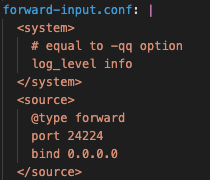 forward-input.conf: |
<system>
# equal to -qq option
log_level info
</system>
<source>
@type forward
port 24224
bind 0.0.0.0
</source>